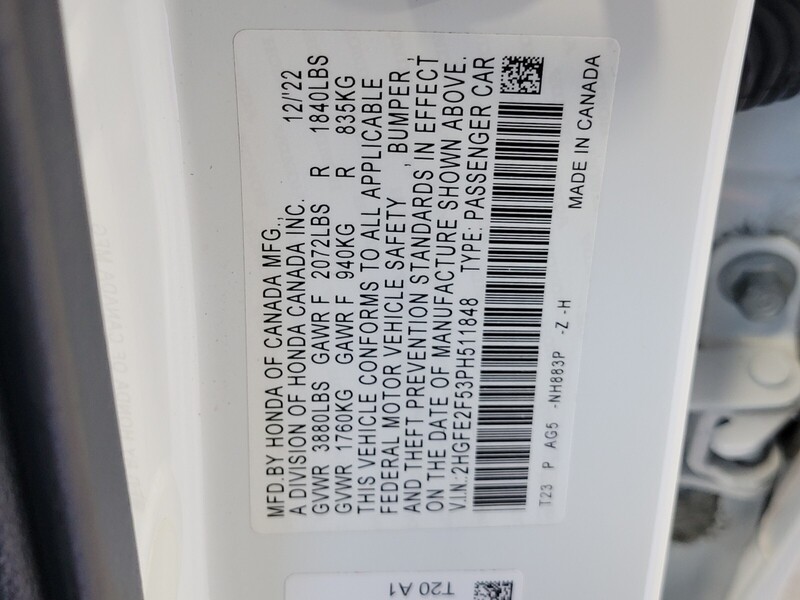 MFD.BY HONDA OF CANADA MFG.,
A DIVISION OF HONDA CANADA INC. 12/'22
GVWR 3880LBS GAWR F 2072LBS R 1840LBS
GVWR 1760KG GAWR F 940KG R 835KG
THIS VEHICLE CONFORMS TO ALL APPLICABLE
FEDERAL MOTOR VEHICLE SAFETY , BUMPER ,
AND THEFT PREVENTION STANDARDS IN EFFECT
ON THE DATE OF MANUFACTURE SHOWN ABOVE.
V.I.N.:2HGFE2F53PH511848 TYPE: PASSENGER CAR
T23 P AG5 -NH883P -Z -H
MADE IN CANADA
T20 A1